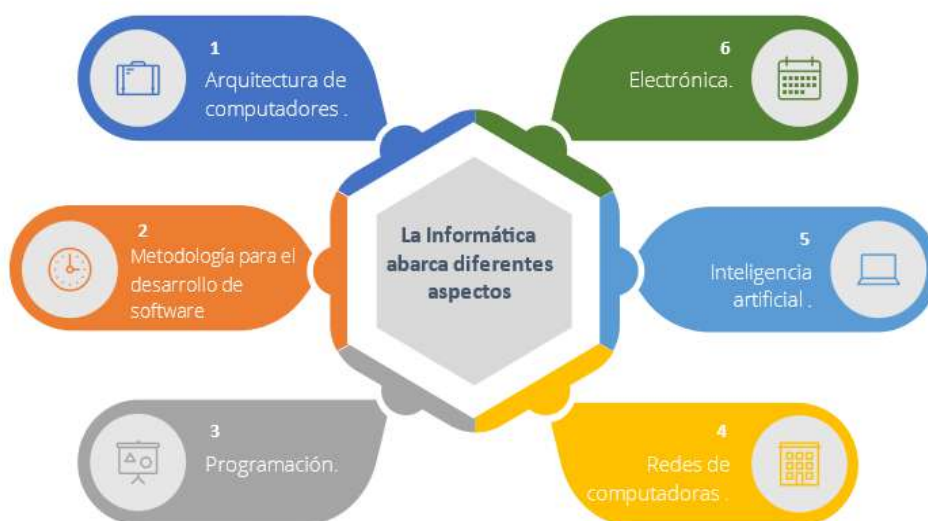 La Informática
abarca diferentes
aspectos
1
Arquitectura de
computadores .
2
Metodología para el
desarrollo de
software
3
Programación.
4
Redes de
computadoras .
5
Inteligencia
artificial .
6
Electrónica.